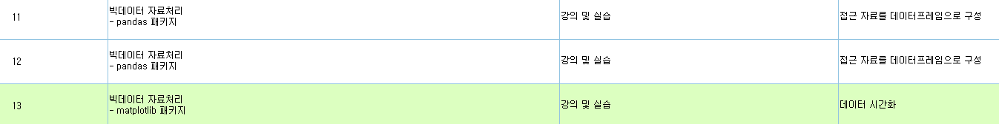 11
빅데이터 자료처리
- pandas 패키지
강의 및 실습
접근 자료를 데이터프레임으로 구성
12
빅데이터 자료처리
- pandas 패키지
강의 및 실습
접근 자료를 데이터프레임으로 구성
13
빅데이터 자료처리
- matplotlib 패키지
강의 및 실습
데이터 시간화